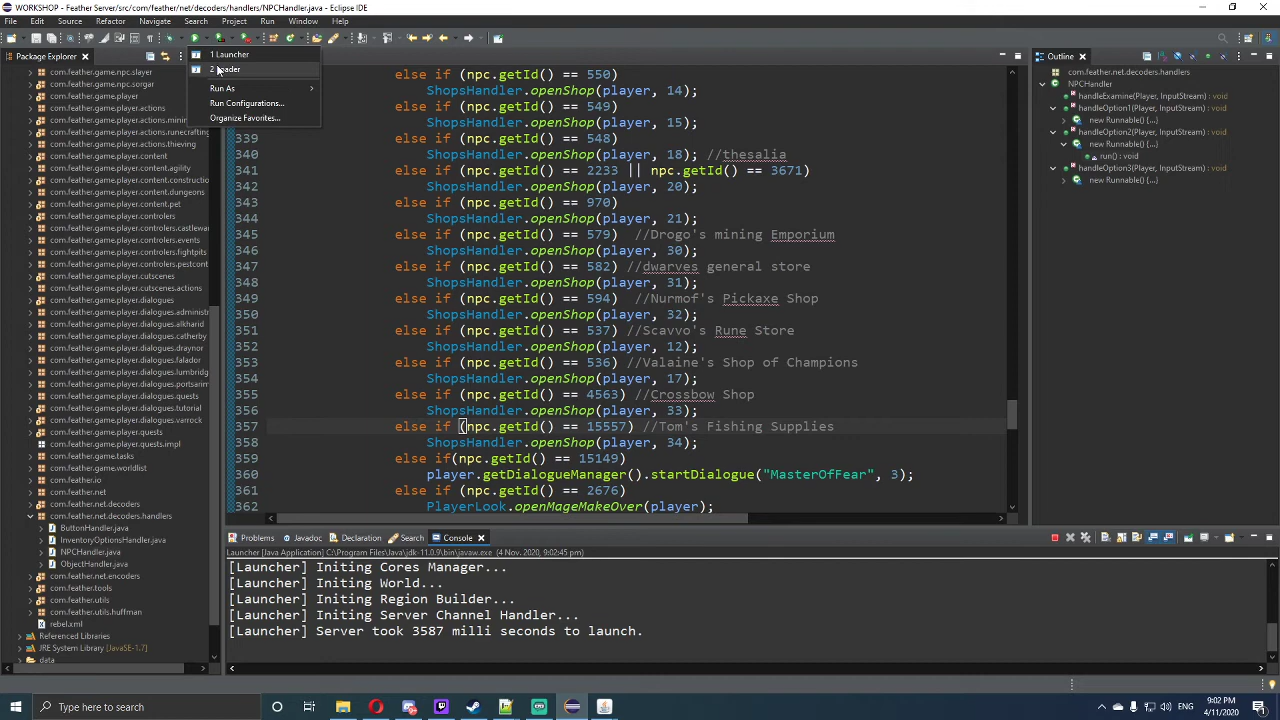 WORKSHOP - Feather Server/src/com/feather/net/decoders/handlers/NPCHandler.java - Eclipse IDE
File Edit Source Refactor Navigate Search Project Run Window Help
Package Explorer
com.feather.game.npc.slayer
com.feather.game.npc.sorgar
com.feather.game.player
com.feather.game.player.actions
com.feather.game.player.actions.mini
com.feather.game.player.actions.runecrafting
com.feather.game.player.actions.thieving
com.feather.game.player.content
com.feather.game.player.content.agility
com.feather.game.player.content.constructio
com.feather.game.player.content.dungeons
com.feather.game.player.content.pet
com.feather.game.player.controlers
com.feather.game.player.controlers.castlewar
com.feather.game.player.controlers.events
com.feather.game.player.controlers.fightpits
com.feather.game.player.controlers.pestcont
com.feather.game.player.cutscenes
com.feather.game.player.cutscenes.actions
com.feather.game.player.dialogues
com.feather.game.player.dialogues.administr
com.feather.game.player.dialogues.alkharid
com.feather.game.player.dialogues.catherby
com.feather.game.player.dialogues.draynor
com.feather.game.player.dialogues.falador
com.feather.game.player.dialogues.lumbridg
com.feather.game.player.dialogues.portsarim
com.feather.game.player.dialogues.quests
com.feather.game.player.dialogues.tutorial
com.feather.game.player.dialogues.varrock
com.feather.game.player.quests
com.feather.game.player.quests.impl
com.feather.game.tasks
com.feather.game.worldlist
com.feather.io
com.feather.net
com.feather.net.decoders
com.feather.net.decoders.handlers
ButtonHandler.java
InventoryOptionsHandler.java
NPCHandler.java
ObjectHandler.java
com.feather.net.encoders
com.feather.tools
com.feather.utils
com.feather.utils.huffman
rebel.xml
Referenced Libraries
JRE System Library [JavaSE-1.7]
data
1 Launcher
Run As
Run Configurations...
Organize Favorites...
else if (npc.getId() == 550)
ShopsHandler.openShop(player, 14);
else if (npc.getId() == 549)
ShopsHandler.openShop(player, 15);
339 else if (npc.getId() == 548)
340 ShopsHandler.openShop(player, 18); //thesalia
341 else if (npc.getId() == 2233 || npc.getId() == 3671)
342 ShopsHandler.openShop(player, 20);
343 else if (npc.getId() == 970)
344 ShopsHandler.openShop(player, 21);
345 else if (npc.getId() == 579) //Drogo's mining Emporium
346 ShopsHandler.openShop(player, 30);
347 else if (npc.getId() == 582) //dwarves general store
348 ShopsHandler.openShop(player, 31);
349 else if (npc.getId() == 594) //Nurmof's Pickaxe Shop
350 ShopsHandler.openShop(player, 32);
351 else if (npc.getId() == 537) //Scavvo's Rune Store
352 ShopsHandler.openShop(player, 12);
353 else if (npc.getId() == 536) //Valaine's Shop of Champions
354 ShopsHandler.openShop(player, 17);
355 else if (npc.getId() == 4563) //Crossbow Shop
356 ShopsHandler.openShop(player, 33);
357 else if (npc.getId() == 15557) //Tom's Fishing Supplies
358 ShopsHandler.openShop(player, 34);
359 else if(npc.getId() == 15149)
360 player.getDialogueManager().startDialogue("MasterOfFear", 3);
361 else if (npc.getId() == 2676)
362 PlayerLook.openMageMakeOver(player);
Outline
com.feather.net.decoders.handlers
NPCHandler
handleExamine(Player, InputStream) : void
handleOption1(Player, InputStream) : void
new Runnable() {...}
handleOption2(Player, InputStream) : void
new Runnable() {...}
run() : void
handleOption3(Player, InputStream) : void
new Runnable() {...}
Problems Javadoc Declaration Search Console
Launcher [Java Application] C:\Program Files\Java\jdk-11.0.9\bin\javaw.exe (4 Nov. 2020, 9:02:45 pm)
[Launcher] Initing Cores Manager...
[Launcher] Initing World...
[Launcher] Initing Region Builder...
[Launcher] Initing Server Channel Handler...
[Launcher] Server took 3587 milli seconds to launch.
Type here to search
ENG
9:02 PM
4/11/2020